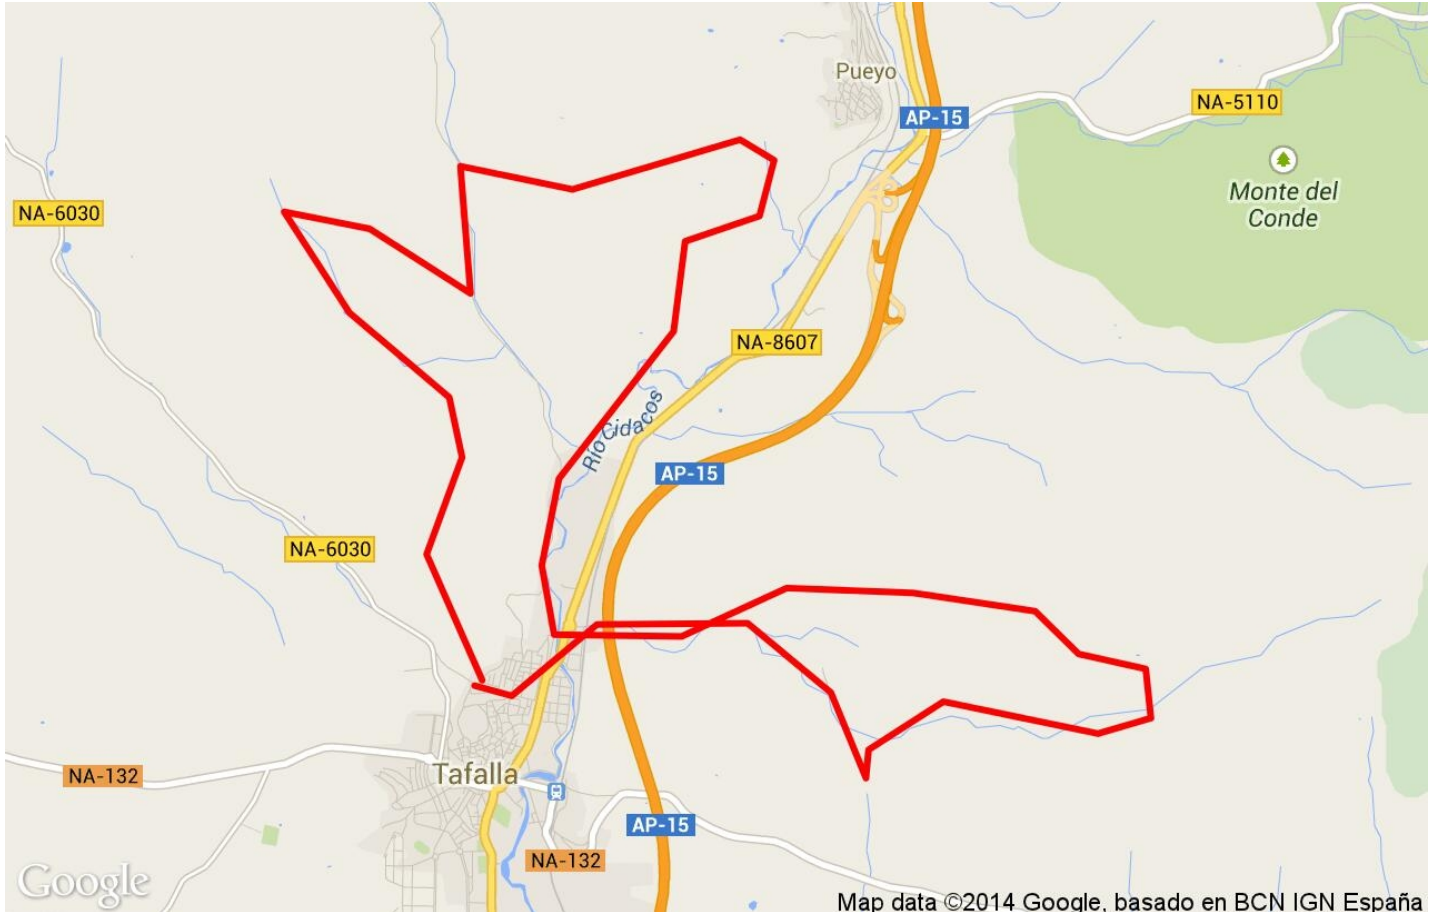 Pueyo
NA-5110
AP-15
Monte del
Conde
NA-6030
NA-8607
Río Cidacos
AP-15
NA-6030
Tafalla
NA-132
AP-15
NA-132
Google
Map data ©2014 Google, basado en BCN IGN España